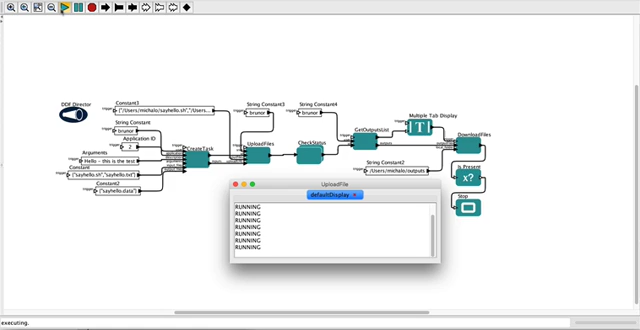 DDF Director
Constant3
{"/Users/michalo/sayhello.sh","/Users...
String Constant
brunor
Application ID
2
Arguments
Hello - this is the test
Constant
{"sayhello.sh","sayhello.txt"}
Constant2
{"sayhello.data"}
CreateTask
String Constant3
brunor
UploadFiles
String Constant4
brunor
CheckStatus
GetOutputsList
Multiple Tab Display
T
DownloadFiles
String Constant2
/Users/michalo/outputs
Is Present
x?
Stop
UploadFile
defaultDisplay
RUNNING
RUNNING
RUNNING
RUNNING
RUNNING
RUNNING
RUNNING
executing.